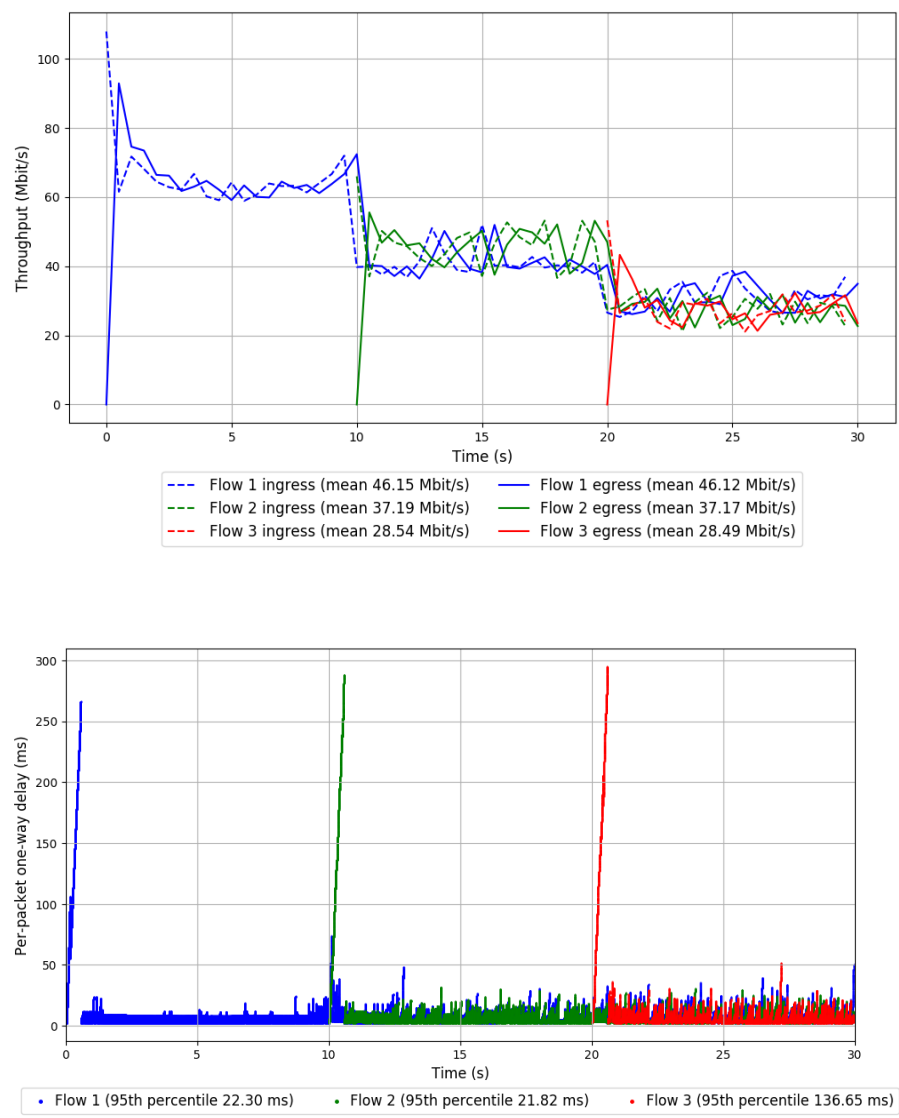 100
80
60
40
20
0
Throughput (Mbit/s)
0 5 10 15 20 25 30
Time (s)
Flow 1 ingress (mean 46.15 Mbit/s) Flow 1 egress (mean 46.12 Mbit/s)
Flow 2 ingress (mean 37.19 Mbit/s) Flow 2 egress (mean 37.17 Mbit/s)
Flow 3 ingress (mean 28.54 Mbit/s) Flow 3 egress (mean 28.49 Mbit/s)
300
250
200
150
100
50
0
Per-packet one-way delay (ms)
0 5 10 15 20 25 30
Time (s)
Flow 1 (95th percentile 22.30 ms) Flow 2 (95th percentile 21.82 ms) Flow 3 (95th percentile 136.65 ms)